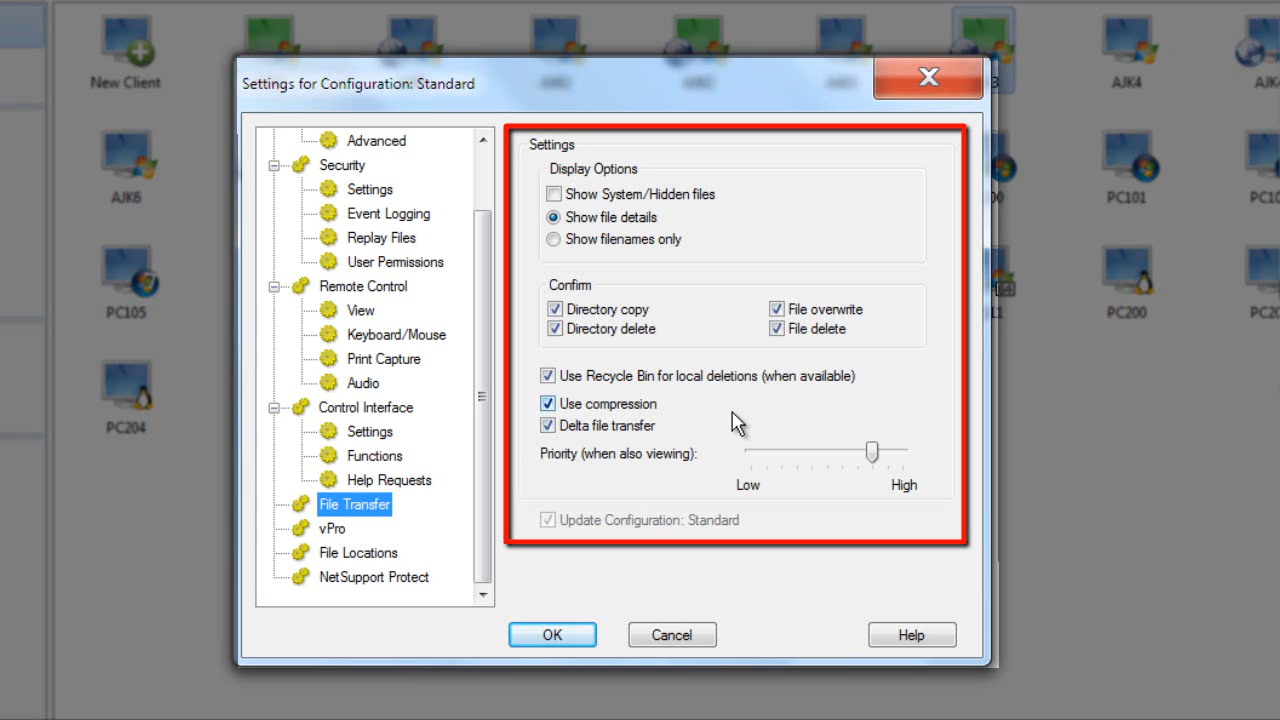 New Client
3
AJK4
AJK6
PC101
PC105
11
PC200
PC204
Settings for Configuration: Standard
Advanced
Security
Settings
Event Logging
Replay Files
User Permissions
Remote Control
View
Keyboard/Mouse
Print Capture
Audio
Control Interface
Settings
Functions
Help Requests
File Transfer
vPro
File Locations
NetSupport Protect
Settings
Display Options
Show System/Hidden files
Show file details
Show filenames only
Confirm
Directory copy
File overwrite
Directory delete
File delete
Use Recycle Bin for local deletions (when available)
Use compression
Delta file transfer
Priority (when also viewing):
Low
High
Update Configuration: Standard
OK
Cancel
Help